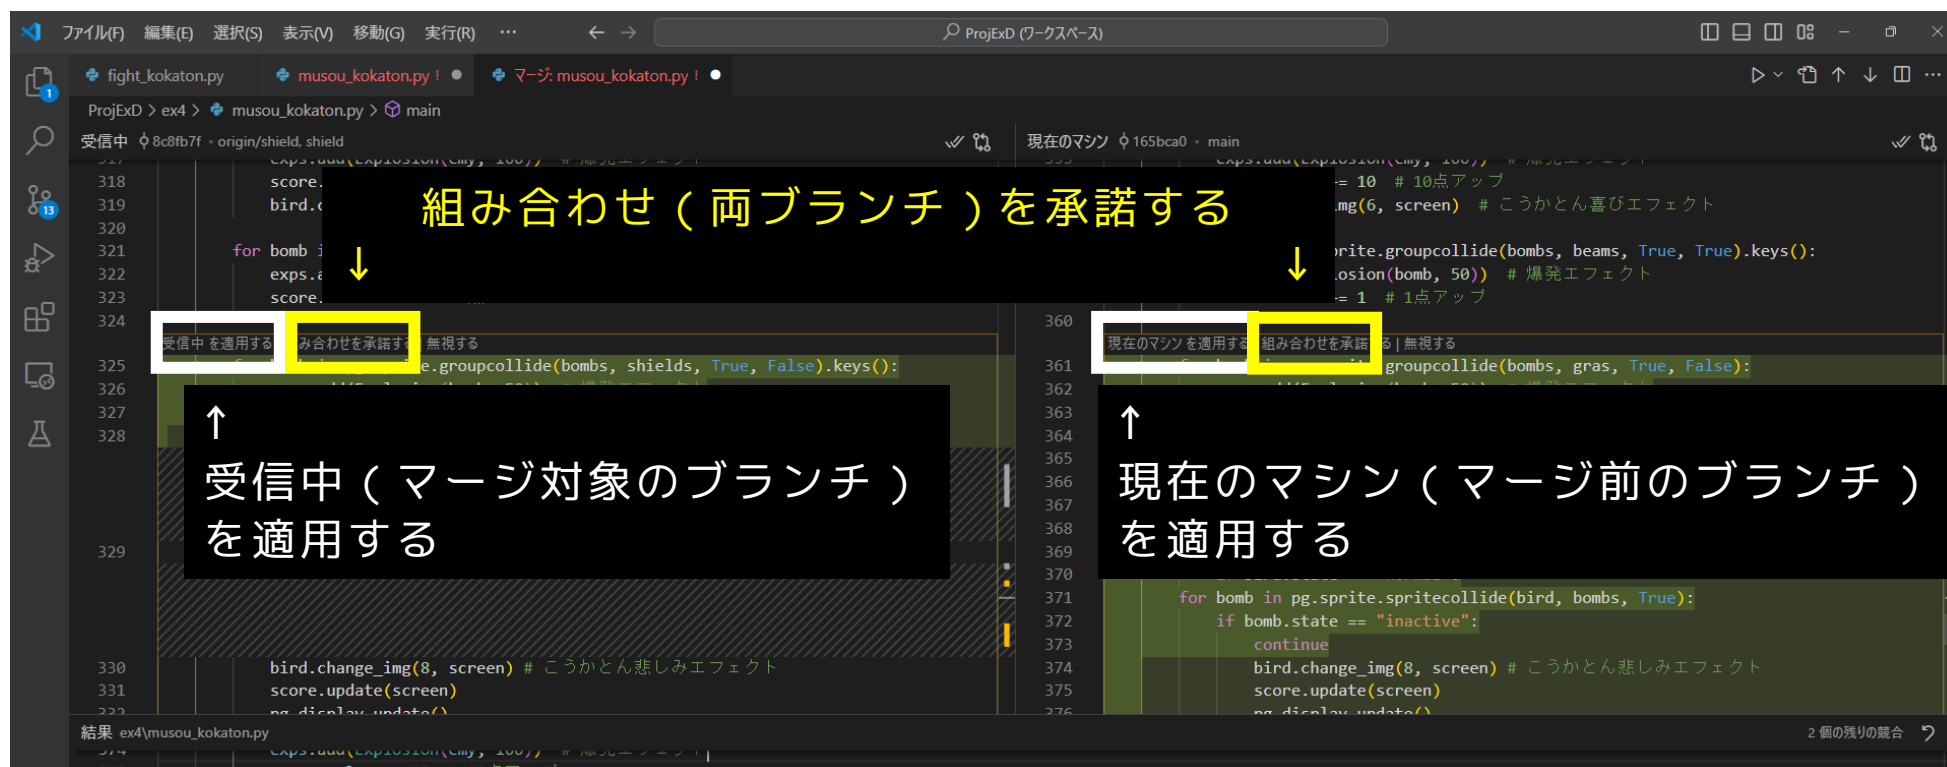 ファイル(F) 編集(E) 選択(S) 表示(V) 移動(G) 実行(R) … ← → ProjExD (ワークスペース)
fight_kokaton.py musou_kokaton.py ! ● マージ: musou_kokaton.py ! ●
ProjExD > ex4 > musou_kokaton.py > main
受信中 8c8fb7f · origin/shield, shield
現在のマシン 165bca0 · main
組み合わせ(両ブランチ)を承諾する
↓ ↓
318 score.
319 bird.
320
321 for bomb
322 exps.
323 score.
324
受信中 を適用する み合わせを承諾する | 無視する
325 .groupcollide(bombs, shields, True, False).keys():
326
327
328
329
330 bird.change_img(8, screen) # こうかとん悲しみエフェクト
331 score.update(screen)
332 pg.display.update()
↑
受信中(マージ対象のブランチ)
を適用する
= 10 # 10点アップ
mg(6, screen) # こうかとん喜びエフェクト
rite.groupcollide(bombs, beams, True, True).keys():
losion(bomb, 50)) # 爆発エフェクト
= 1 # 1点アップ
360
現在のマシン を適用する 組み合わせを承諾する | 無視する
361 groupcollide(bombs, gras, True, False):
362
363
364
365
366
367
368
369
370
371 for bomb in pg.sprite.spritecollide(bird, bombs, True):
372 if bomb.state == "inactive":
373 continue
374 bird.change_img(8, screen) # こうかとん悲しみエフェクト
375 score.update(screen)
376 pg.display.update()
↑
現在のマシン(マージ前のブランチ)
を適用する
結果 ex4\musou_kokaton.py
2 個の残りの競合
1
13